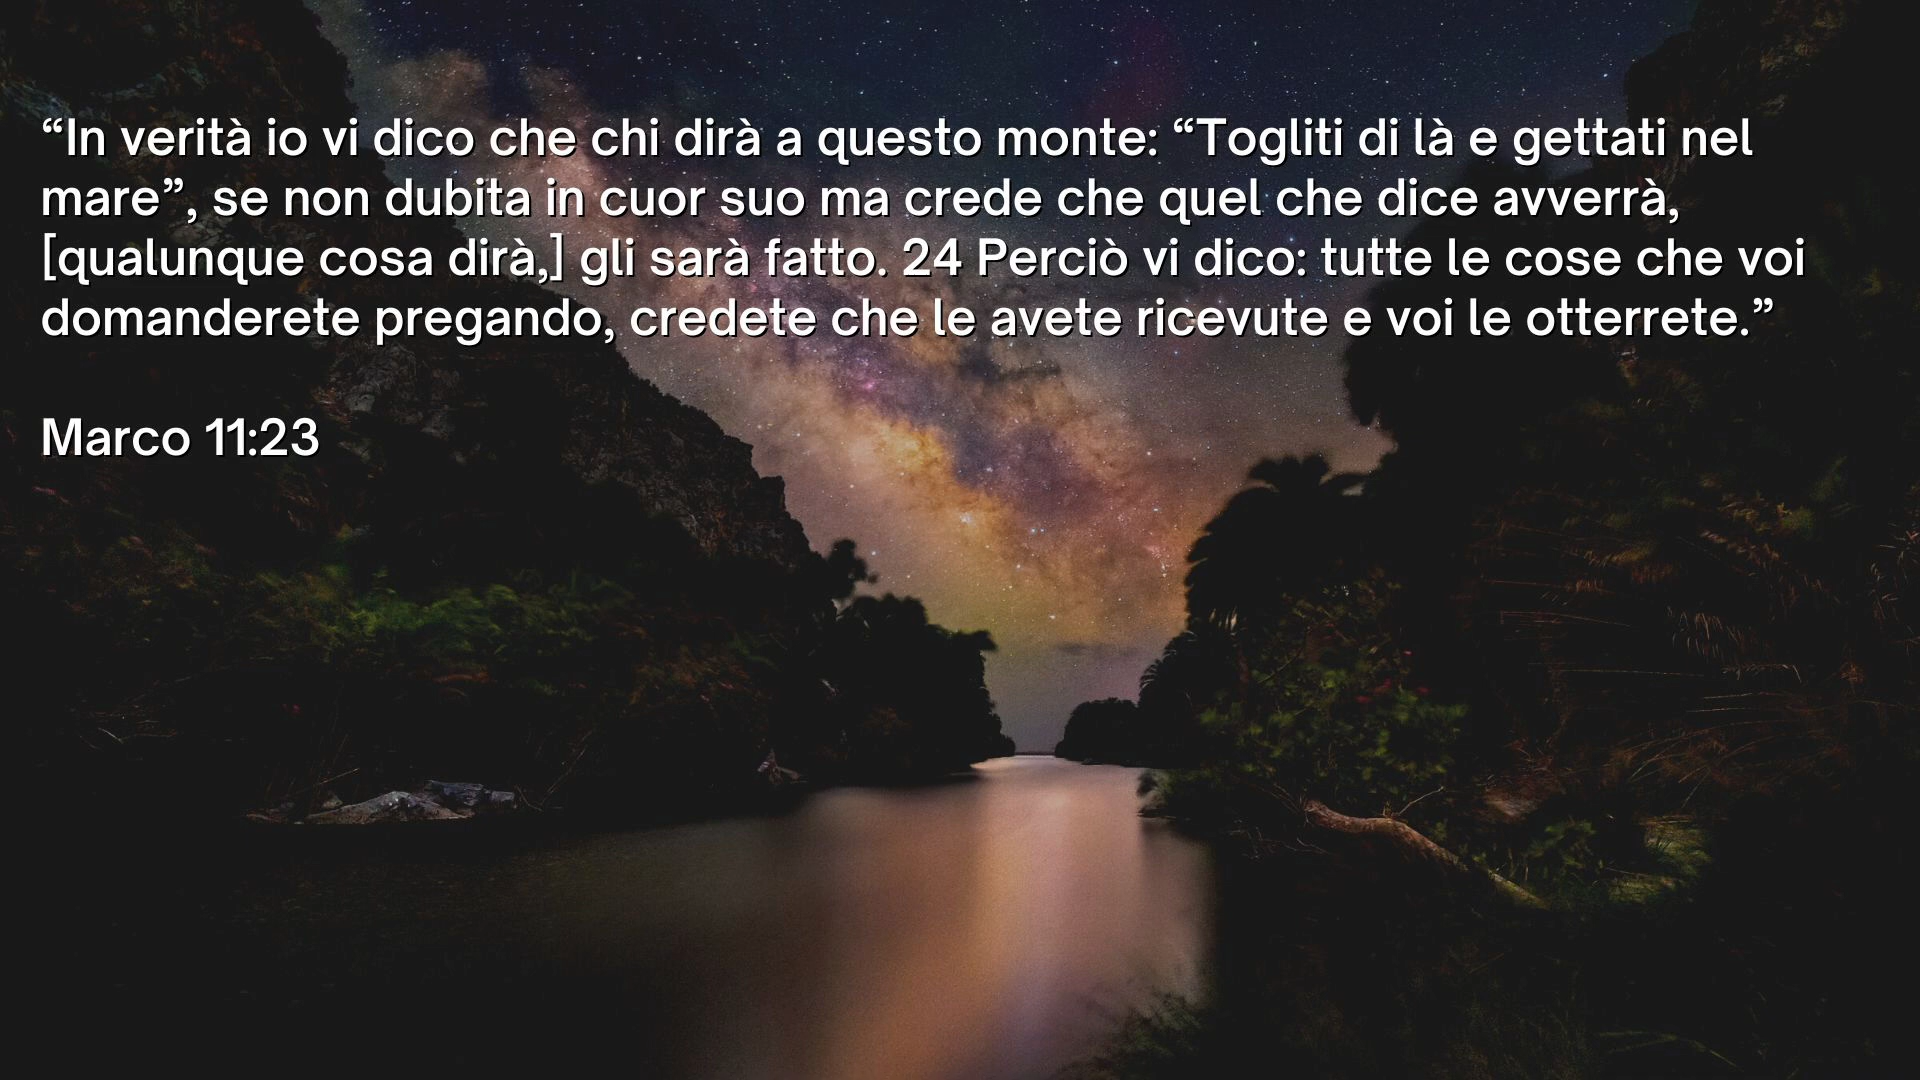 “In verità io vi dico che chi dirà a questo monte: “Togliti di là e gettati nel
mare”, se non dubita in cuor suo ma crede che quel che dice avverrà,
[qualunque cosa dirà,] gli sarà fatto. 24 Perciò vi dico: tutte le cose che voi
domanderete pregando, credete che le avete ricevute e voi le otterrete.”
Marco 11:23